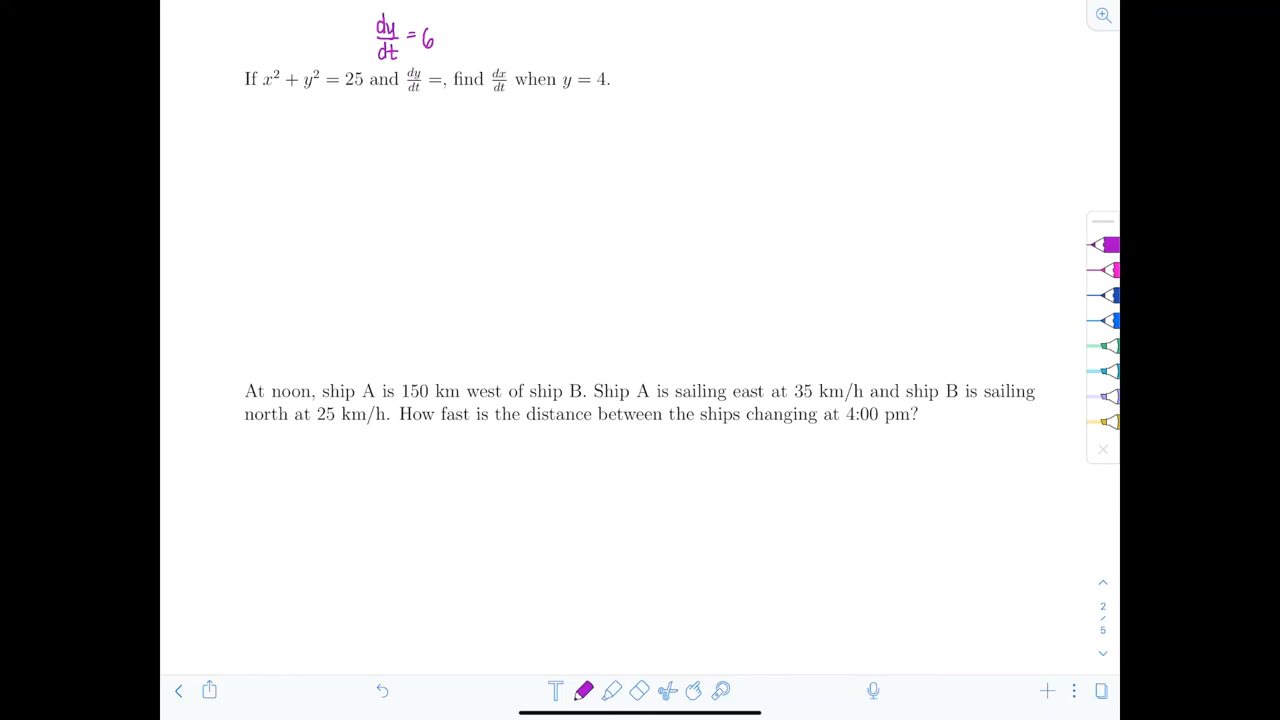 dy/dt = 6
If x² + y² = 25 and dy/dt =, find dx/dt when y = 4.
At noon, ship A is 150 km west of ship B. Ship A is sailing east at 35 km/h and ship B is sailing
north at 25 km/h. How fast is the distance between the ships changing at 4:00 pm?
2
/
5
T